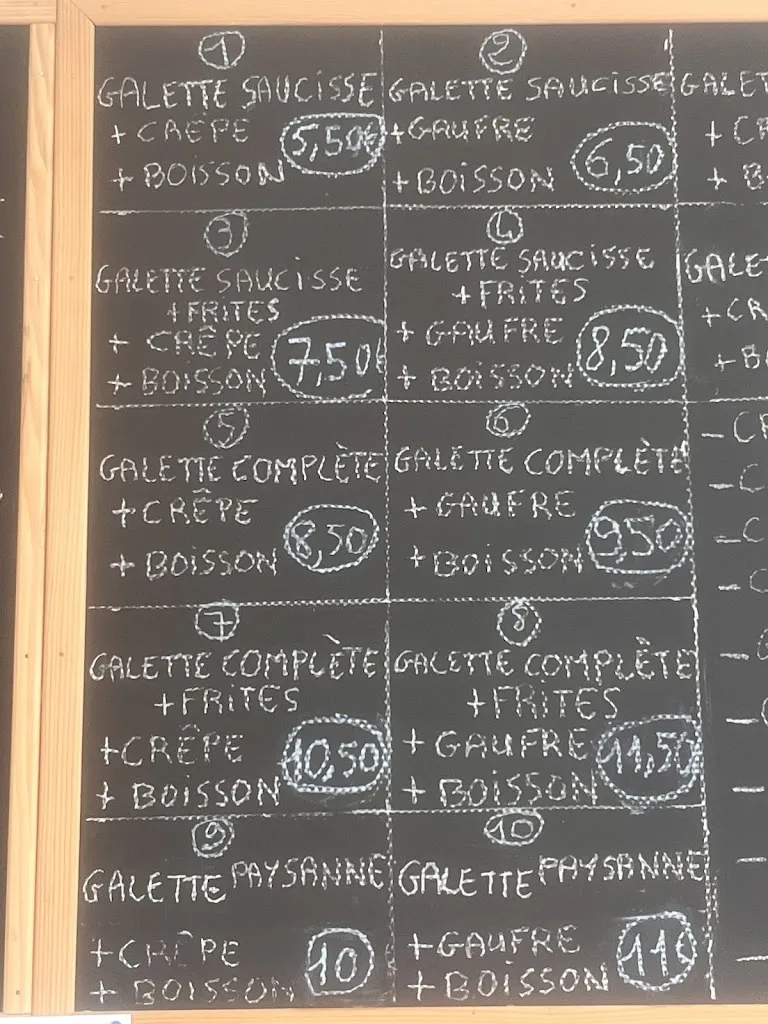 1
GALETTE SAUCISSE
+ CRÊPE
+ BOISSON
5,50€
2
GALETTE SAUCISSE
+GAUFRE
+BOISSON
6,50
3
GALETTE SAUCISSE
+FRITES
+ CRÊPE
+ BOISSON
7,50€
4
GALETTE SAUCISSE
+FRITES
+ GAUFRE
+ BOISSON
8,50
5
GALETTE COMPLÈTE
+CRÊPE
+ BOISSON
8,50
6
GALETTE COMPLÈTE
+ GAUFRE
+BOISSON
9,50
7
GALETTE COMPLÈTE
+FRITES
+CRÊPE
+ BOISSON
10,50
8
GALETTE COMPLÈTE
+FRITES
+ GAUFRE
+ BOISSON
11,50
9
GALETTE PAYSANNE
+CRÊPE
+ BOISSON
10
10
GALETTE PAYSANNE
+GAUFRE
+BOISSON
11€